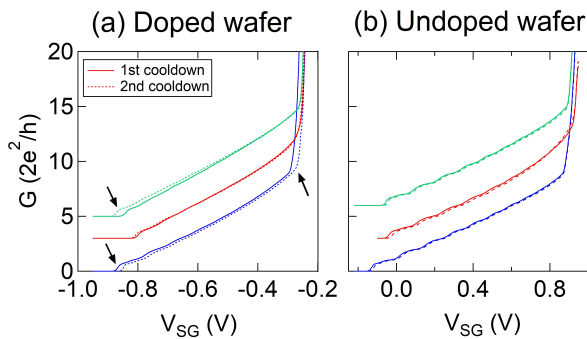 (a) Doped wafer
(b) Undoped wafer
20
15
10
5
0
G (2e²/h)
1st cooldown
2nd cooldown
-1.0 -0.8 -0.6 -0.4 -0.2
0.0 0.4 0.8
V_SG (V)
V_SG (V)